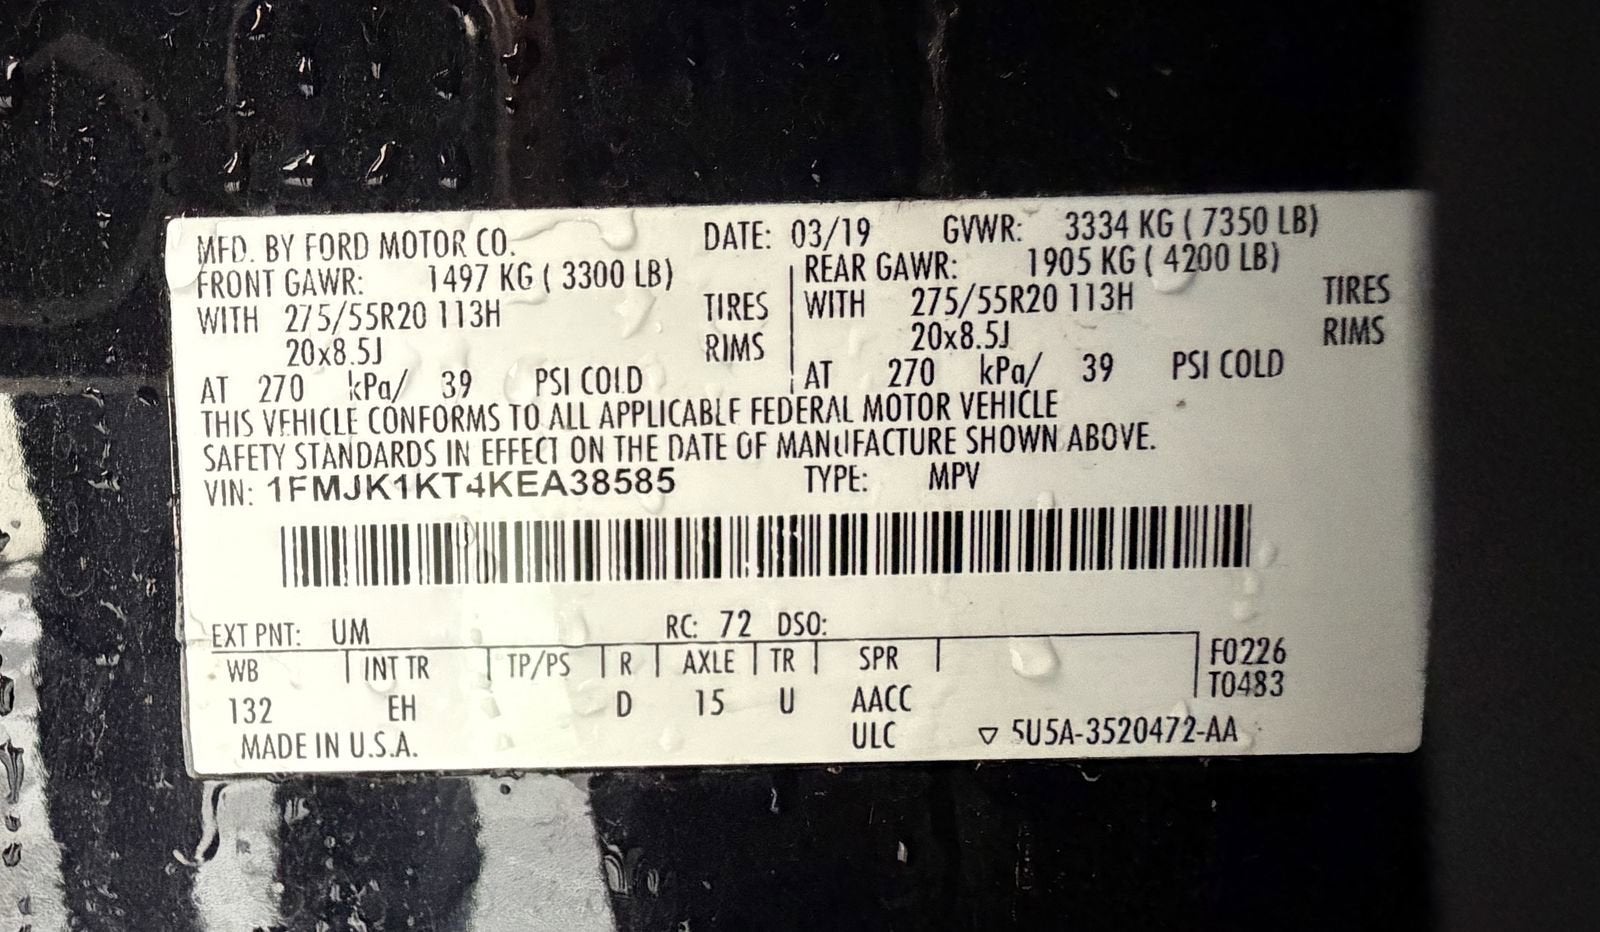 MFD. BY FORD MOTOR CO. DATE: 03/19 GVWR: 3334 KG ( 7350 LB)
FRONT GAWR: 1497 KG ( 3300 LB) REAR GAWR: 1905 KG ( 4200 LB)
WITH 275/55R20 113H TIRES WITH 275/55R20 113H TIRES
20x8.5J RIMS 20x8.5J RIMS
AT 270 kPa/ 39 PSI COLD AT 270 kPa/ 39 PSI COLD
THIS VEHICLE CONFORMS TO ALL APPLICABLE FEDERAL MOTOR VEHICLE
SAFETY STANDARDS IN EFFECT ON THE DATE OF MANUFACTURE SHOWN ABOVE.
VIN: 1FMJK1KT4KEA38585 TYPE: MPV
EXT PNT: UM RC: 72 DSO:
WB INT TR TP/PS R AXLE TR SPR F0226
T0483
132 EH D 15 U AACC
MADE IN U.S.A. ULC ▽ 5U5A-3520472-AA